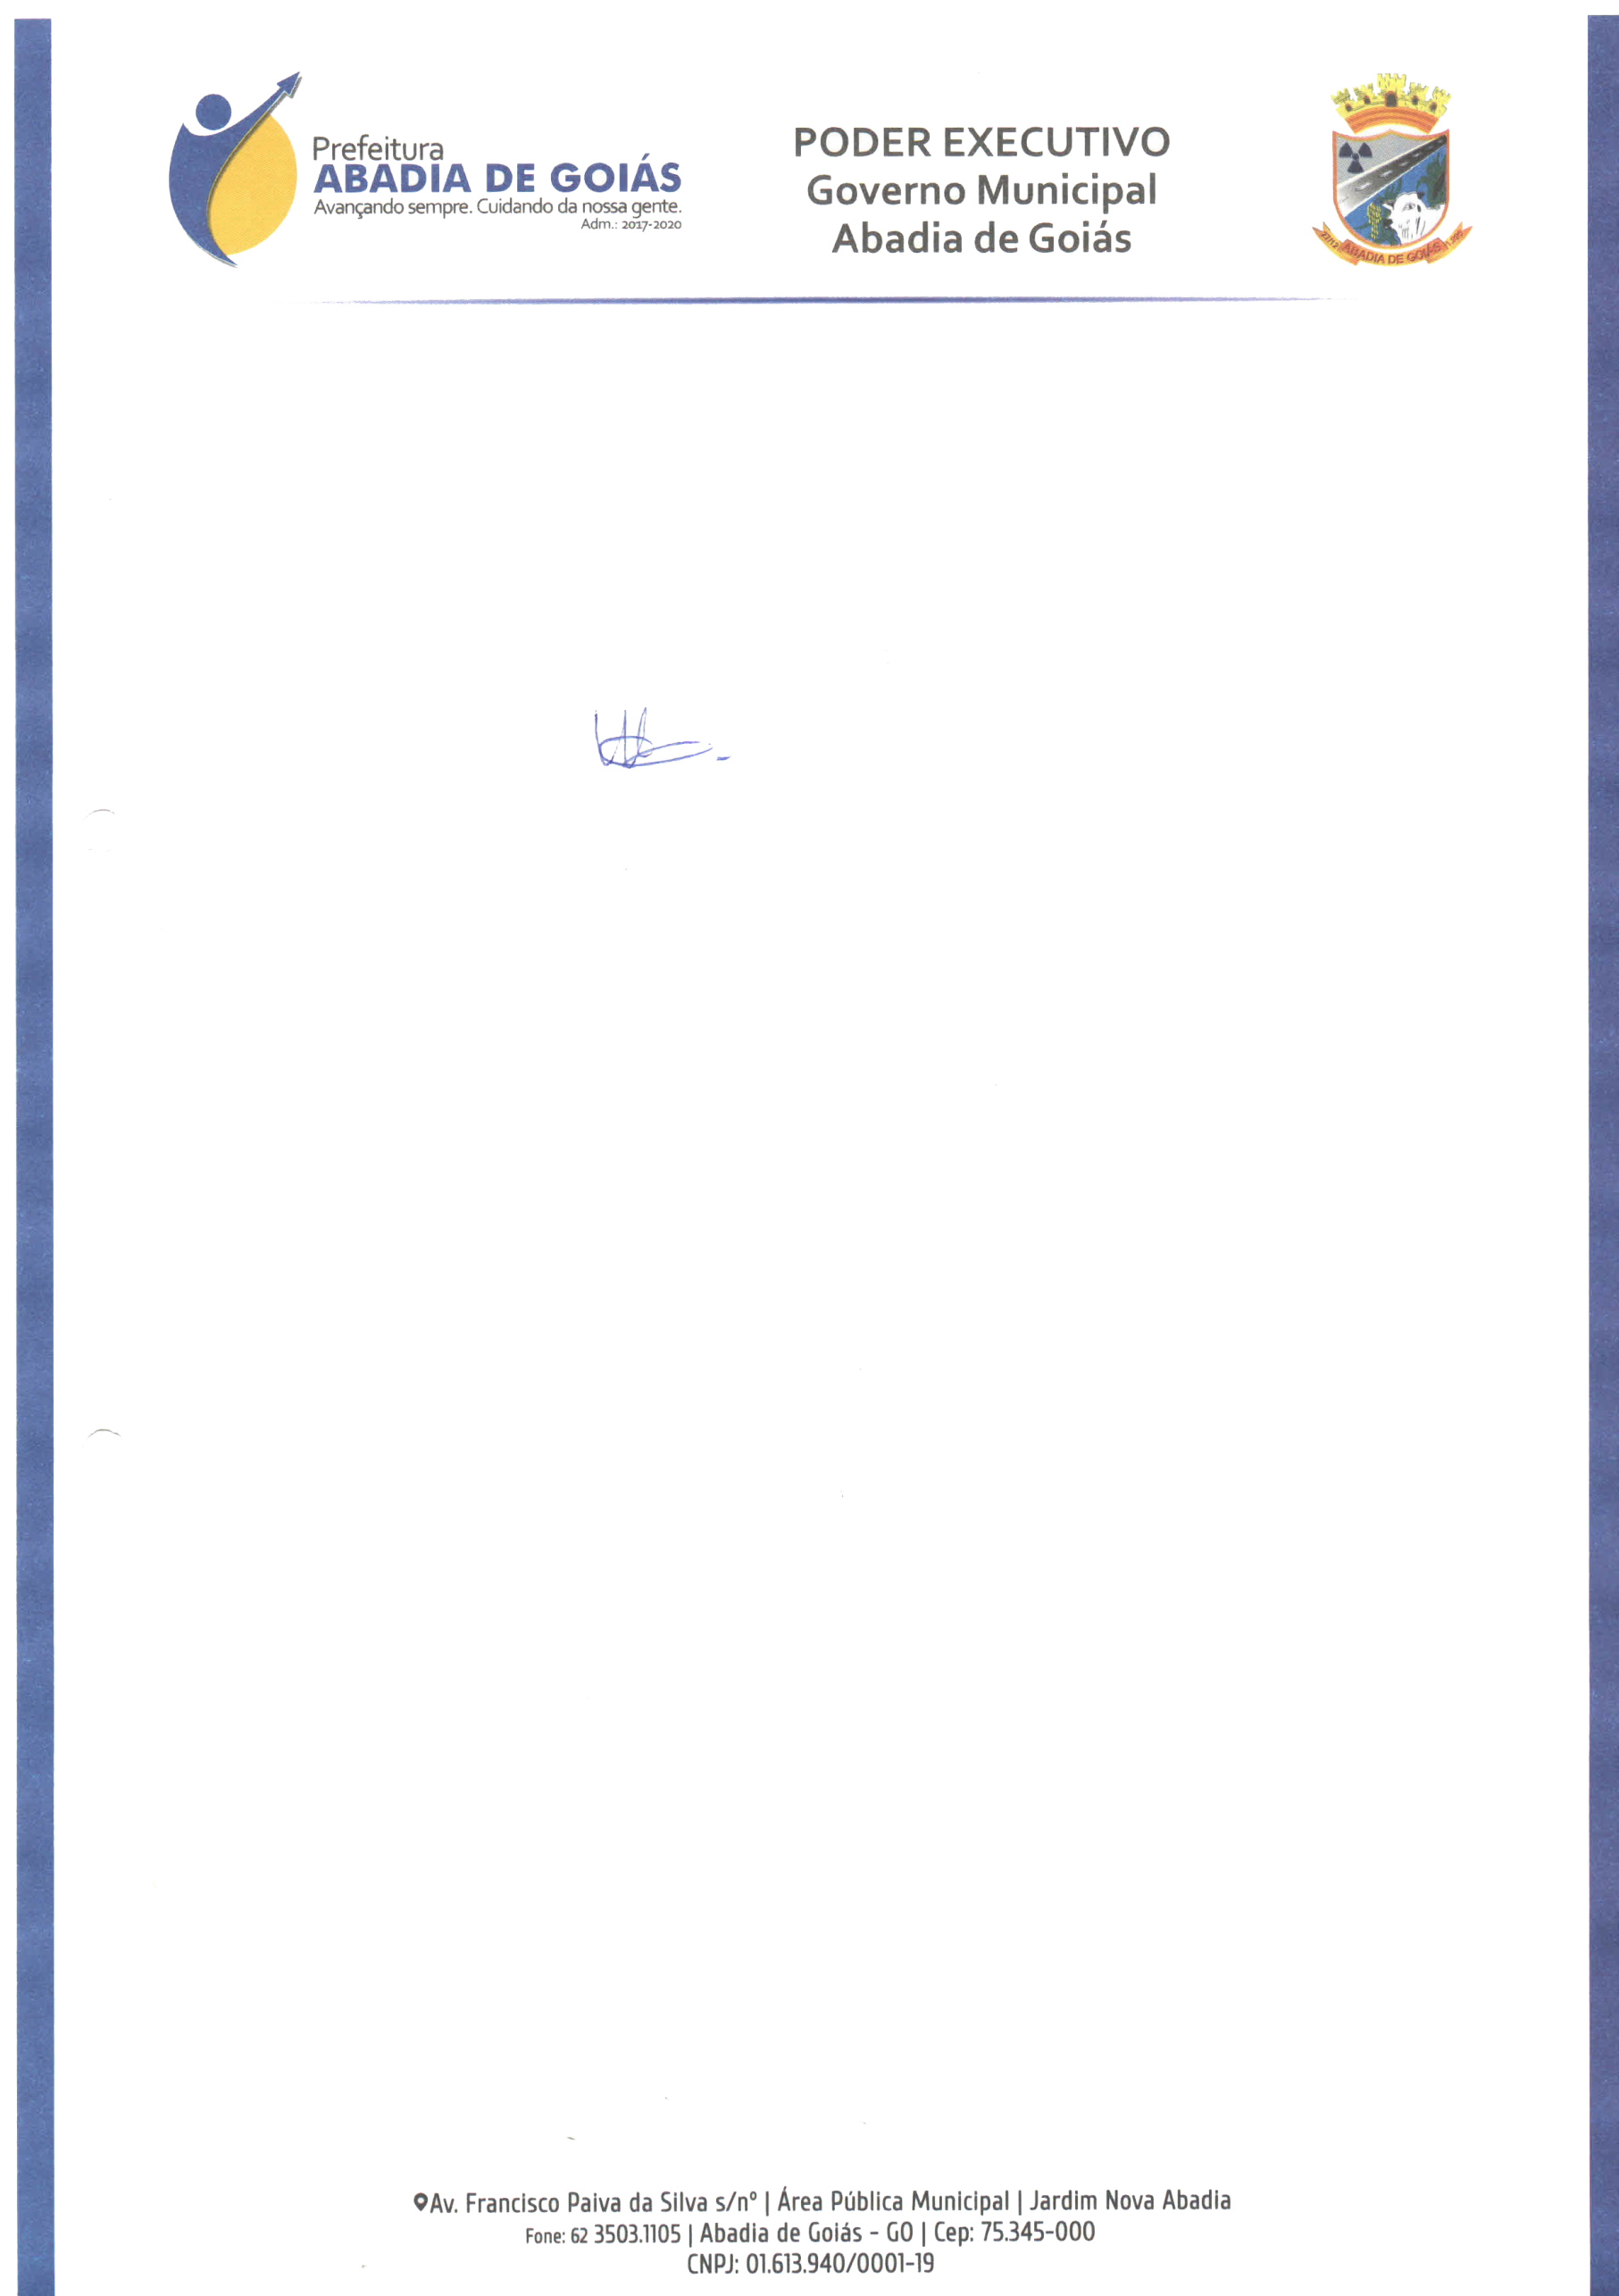 Prefeitura
ABADIA DE GOIÁS
Avançando sempre. Cuidando da nossa gente.
Adm.: 2017-2020
PODER EXECUTIVO
Governo Municipal
Abadia de Goiás
ABADIA DE GOIÁS
Av. Francisco Paiva da Silva s/nº | Área Pública Municipal | Jardim Nova Abadia
Fone: 62 3503.1105 | Abadia de Goiás - GO | Cep: 75.345-000
CNPJ: 01.613.940/0001-19